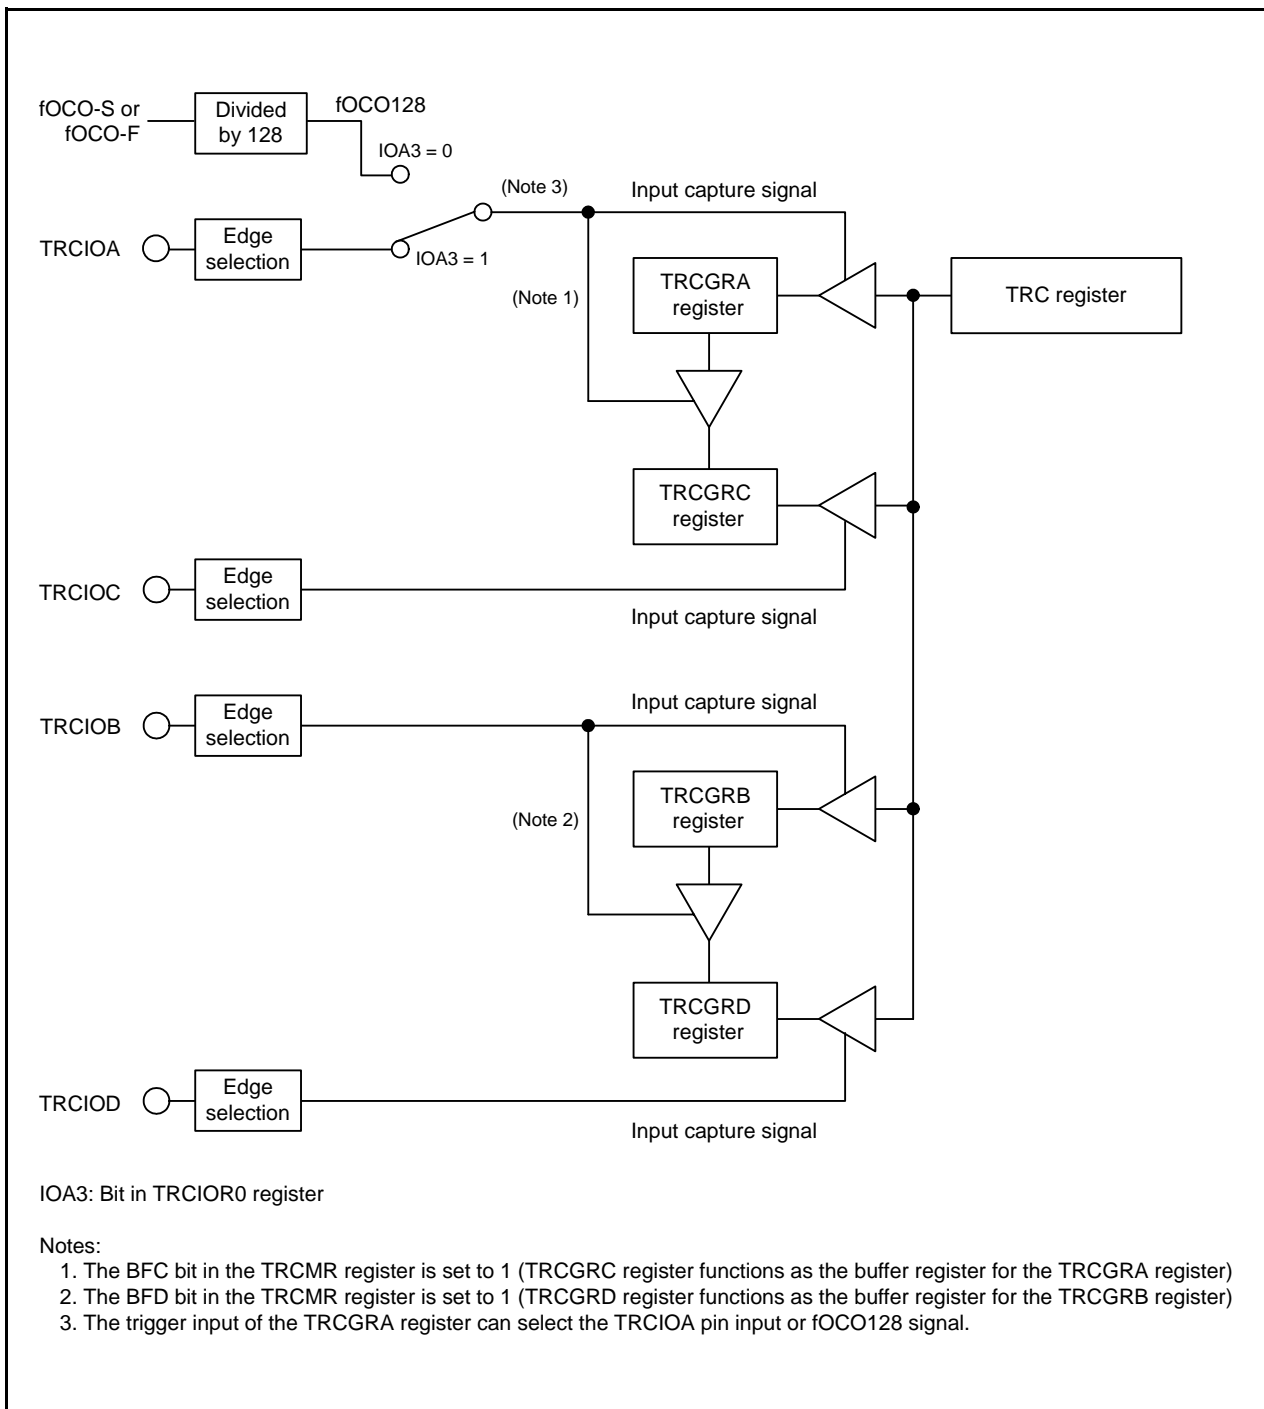 fOCO-S or
fOCO-F
Divided
by 128
fOCO128
IOA3 = 0
(Note 3)
Input capture signal
TRCIOA
Edge
selection
IOA3 = 1
(Note 1)
TRCGRA
register
TRC register
TRCGRC
register
TRCIOC
Edge
selection
Input capture signal
TRCIOB
Edge
selection
Input capture signal
(Note 2)
TRCGRB
register
TRCGRD
register
TRCIOD
Edge
selection
Input capture signal
IOA3: Bit in TRCIOR0 register
Notes:
1. The BFC bit in the TRCMR register is set to 1 (TRCGRC register functions as the buffer register for the TRCGRA register)
2. The BFD bit in the TRCMR register is set to 1 (TRCGRD register functions as the buffer register for the TRCGRB register)
3. The trigger input of the TRCGRA register can select the TRCIOA pin input or fOCO128 signal.